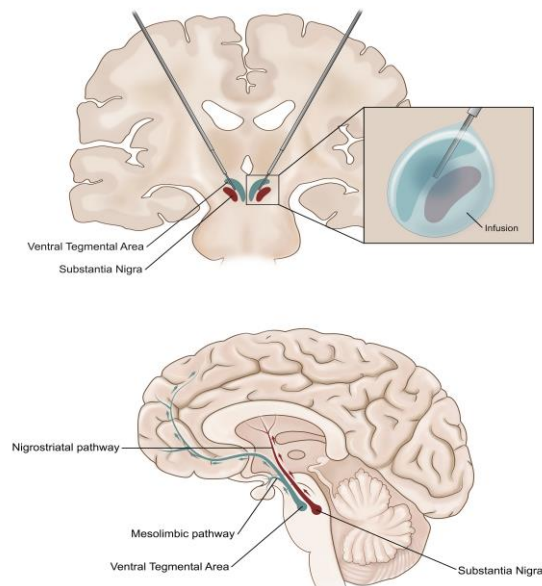 Infusion
Ventral Tegmental Area
Substantia Nigra
Nigrostriatal pathway
Mesolimbic pathway
Ventral Tegmental Area
Substantia Nigra